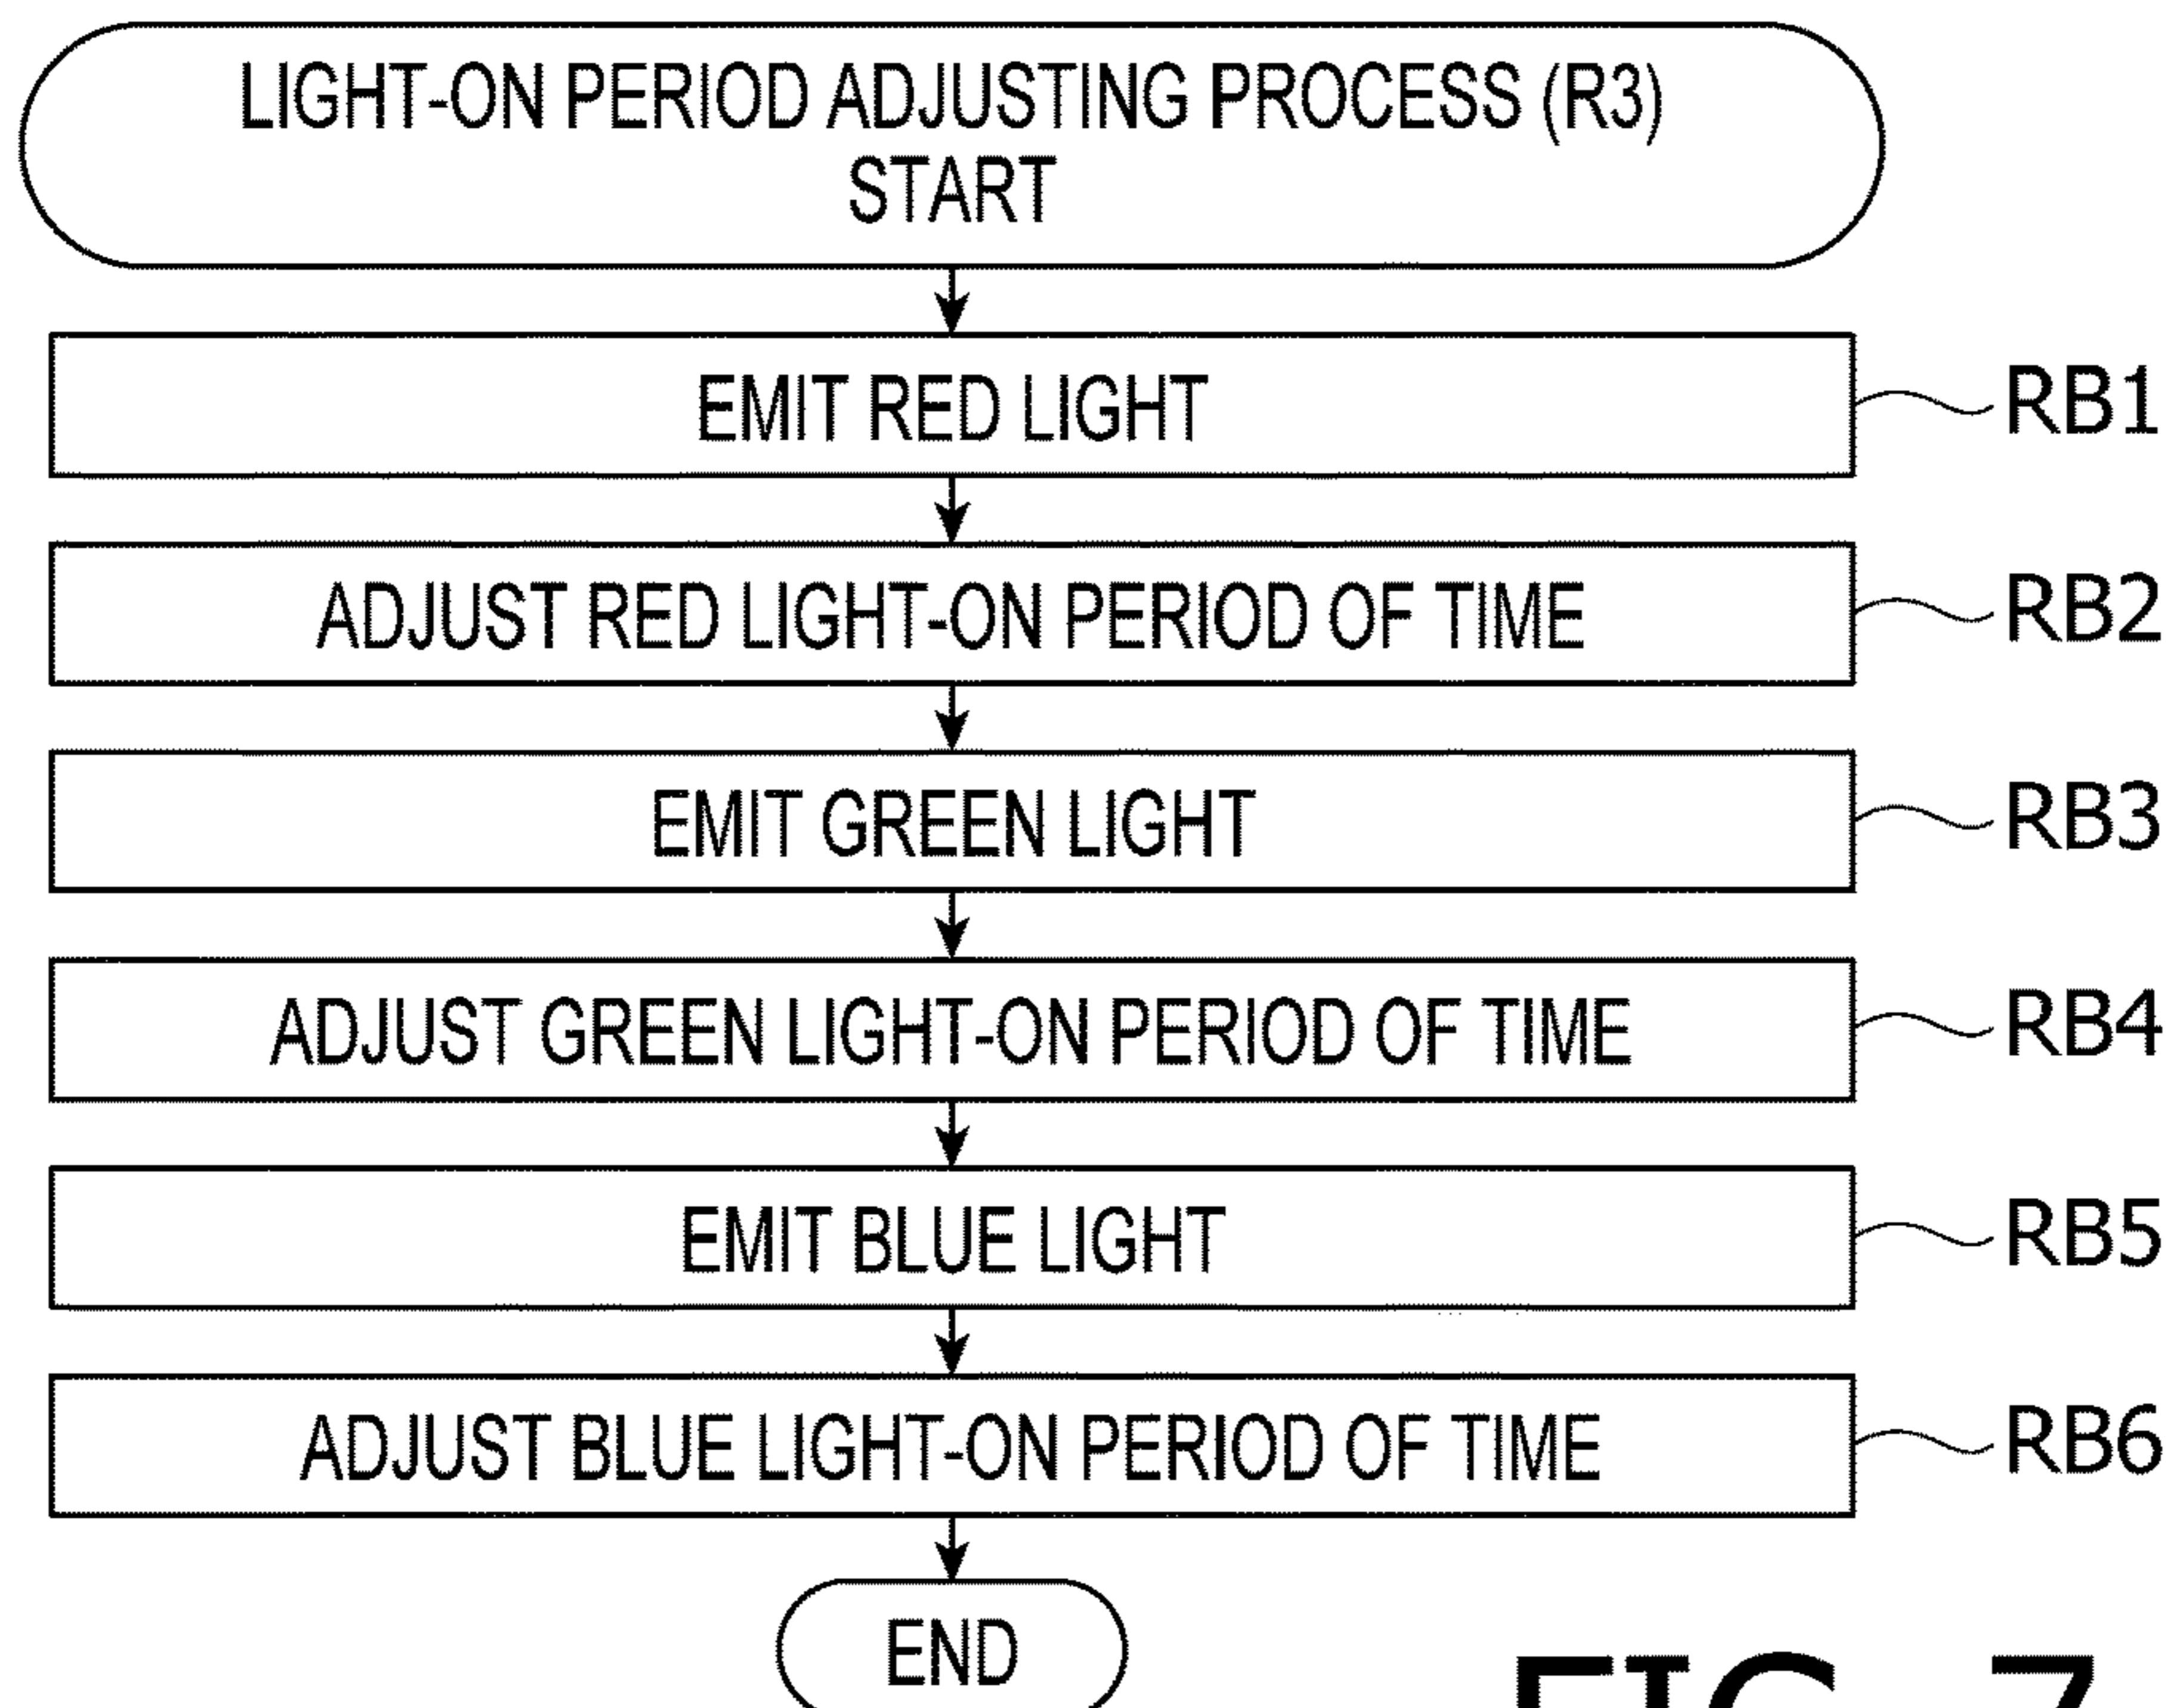 LIGHT-ON PERIOD ADJUSTING PROCESS (R3)
START
EMIT RED LIGHT
RB1
ADJUST RED LIGHT-ON PERIOD OF TIME
RB2
EMIT GREEN LIGHT
RB3
ADJUST GREEN LIGHT-ON PERIOD OF TIME
RB4
EMIT BLUE LIGHT
RB5
ADJUST BLUE LIGHT-ON PERIOD OF TIME
RB6
END
FIG. 7